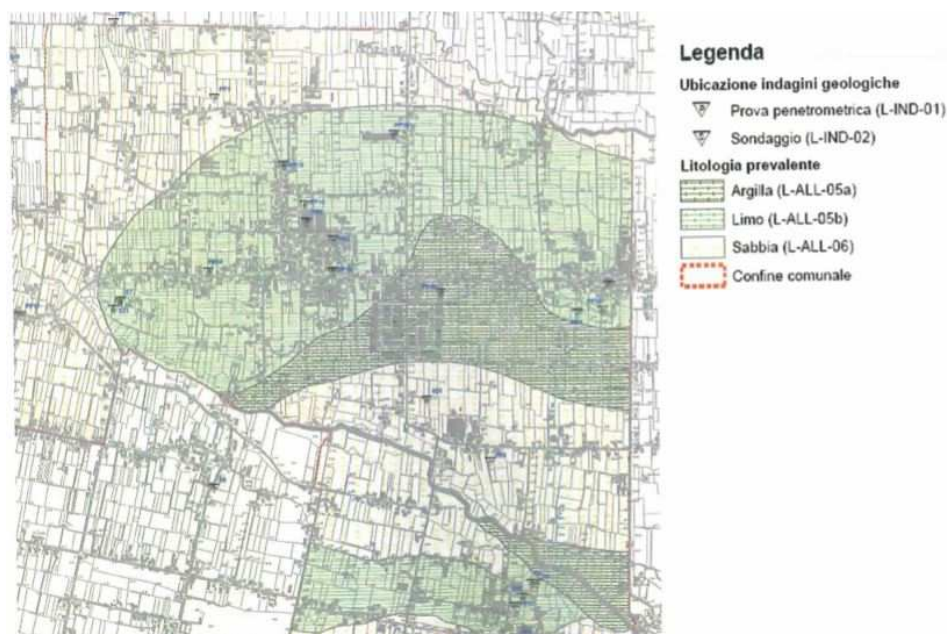 Legenda
Ubicazione indagini geologiche
Prova penetrometrica (L-IND-01)
Sondaggio (L-IND-02)
Litologia prevalente
Argilla (L-ALL-05a)
Limo (L-ALL-05b)
Sabbia (L-ALL-06)
Confine comunale